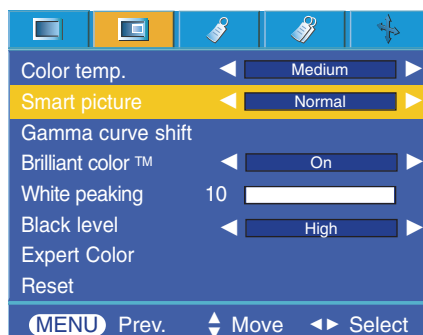 Color temp. Medium
Smart picture Normal
Gamma curve shift
Brilliant color TM On
White peaking 10
Black level High
Expert Color
Reset
MENU Prev. Move Select